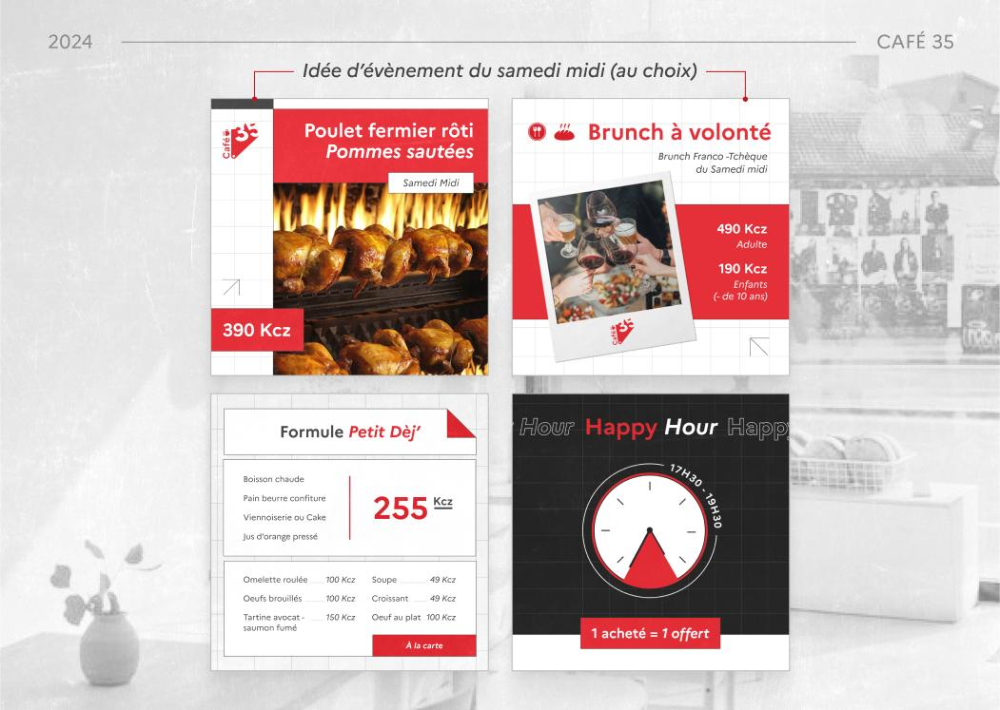 2024
CAFÉ 35
Idée d'évènement du samedi midi (au choix)
Café 35
Poulet fermier rôti
Pommes sautées
Samedi Midi
390 Kcz
Brunch à volonté
Brunch Franco -Tchèque
du Samedi midi
490 Kcz
Adulte
190 Kcz
Enfants
(- de 10 ans)
Café 35
Formule Petit Dèj'
Boisson chaude
Pain beurre confiture
Viennoiserie ou Cake
Jus d'orange pressé
255 Kcz
Omelette roulée 100 Kcz
Oeufs brouillés 100 Kcz
Tartine avocat - 150 Kcz
saumon fumé
Soupe 49 Kcz
Croissant 49 Kcz
Oeuf au plat 100 Kcz
À la carte
Hour Happy Hour Happy
17H30 - 19H30
1 acheté = 1 offert